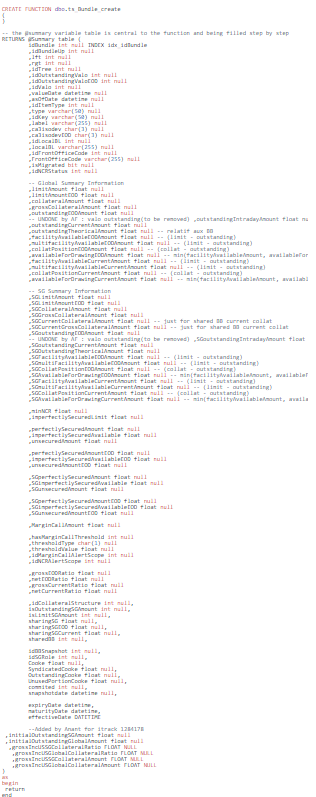 CREATE FUNCTION dbo.ts_Bundle_create
(
)
-- the @summary variable table is central to the function and being filled step by step
RETURNS @Summary table (
idBundle int null INDEX idx_idBundle
,idBundleUp int null
,lft int null
,rgt int null
,idTree int null
,idOutstandingValo int null
,idOutstandingValoEOD int null
,idValo int null
,valueDate datetime null
,asOfDate datetime null
,idItemType int null
,type varchar(50) null
,idKey varchar(50) null
,label varchar(255) null
,caIsodev char(3) null
,caIsodevEOD char(3) null
,idLocalBL int null
,localBL varchar(255) null
,idFrontOfficeCode int null
,FrontOfficeCode varchar(255) null
,isMigrated bit null
,idNCRStatus int null
-- Global Summary Information
,limitAmount float null
,limitAmountEOD float null
,collateralAmount float null
,grossCollateralAmount float null
,outstandingEODAmount float null
-- UNDONE by AF : valo outstanding(to be removed) ,outstandingIntradayAmount float nu
,outstandingCurrentAmount float null
,outstandingTheoricalAmount float null -- relatif aux BB
,facilityAvailableEODAmount float null -- (limit - outstanding)
,multifacilityAvailableEODAmount float null -- (limit - outstanding)
,collatPositionEODAmount float null -- (collat - outstanding)
,availableForDrawingEODAmount float null -- min(facilityAvailableAmount, availableFor
,facilityAvailableCurrentAmount float null -- (limit - outstanding)
,multifacilityAvailableCurrentAmount float null -- (limit - outstanding)
,collatPositionCurrentAmount float null -- (collat - outstanding)
,availableForDrawingCurrentAmount float null -- min(facilityAvailableAmount, availabl
-- SG Summary Information
,SGLimitAmount float null
,SGLimitAmountEOD float null
,SGCollateralAmount float null
,SGGrossCollateralAmount float null
,SGCurrentCollateralAmount float null -- just for shared BB current collat
,SGCurrentGrossCollateralAmount float null -- just for shared BB current collat
,SGoutstandingEODAmount float null
-- UNDONE by AF : valo outstanding(to be removed) ,SGoutstandingIntradayAmount float
,SGoutstandingCurrentAmount float null
,SGoutstandingTheoricalAmount float null
,SGfacilityAvailableEODAmount float null -- (limit - outstanding)
,SGmultifacilityAvailableEODAmount float null -- (limit - outstanding)
,SGcollatPositionEODAmount float null -- (collat - outstanding)
,SGAvailableForDrawingEODAmount float null -- min(facilityAvailableAmount, availableF
,SGfacilityAvailableCurrentAmount float null -- (limit - outstanding)
,SGmultifacilityAvailableCurrentAmount float null -- (limit - outstanding)
,SGcollatPositionCurrentAmount float null -- (collat - outstanding)
,SGAvailableForDrawingCurrentAmount float null -- min(facilityAvailableAmount, availa
,minNCR float null
,imperfectlySecuredLimit float null
,perfectlySecuredAmount float null
,imperfectlySecuredAvailable float null
,unsecuredAmount float null
,perfectlySecuredAmountEOD float null
,imperfectlySecuredAvailableEOD float null
,unsecuredAmountEOD float null
,SGperfectlySecuredAmount float null
,SGimperfectlySecuredAvailable float null
,SGunsecuredAmount float null
,SGperfectlySecuredAmountEOD float null
,SGimperfectlySecuredAvailableEOD float null
,SGunsecuredAmountEOD float null
,MarginCallAmount float null
,hasMarginCallThreshold int null
,thresholdType char(1) null
,thresholdValue float null
,idMarginCallAlertScope int null
,idNCRAlertScope int null
,grossEODRatio float null
,netEODRatio float null
,grossCurrentRatio float null
,netCurrentRatio float null
,idCollateralStructure int null,
isOutstandingSGAmount int null,
isLimitSGAmount int null,
sharingSG float null,
sharingSGEOD float null,
sharingSGCurrent float null,
sharedBB int null,
idBBSnapshot int null,
idSGRole int null,
Cooke float null,
SyndicatedCooke float null,
OutstandingCooke float null,
UnusedPortionCooke float null,
commited int null,
snapshotdate datetime null,
expiryDate datetime,
maturityDate datetime,
effectiveDate DATETIME
--Added by Anant for itrack 1284178
,initialOutstandingSGAmount float null
,initialOutstandingGlobalAmount float null
,grossIncUSSGCollateralRatio FLOAT NULL
,grossIncUSGlobalCollateralRatio FLOAT NULL
,grossIncUSSGCollateralAmount FLOAT NULL
,grossIncUSGlobalCollateralAmount FLOAT NULL
)
as
begin
return
end